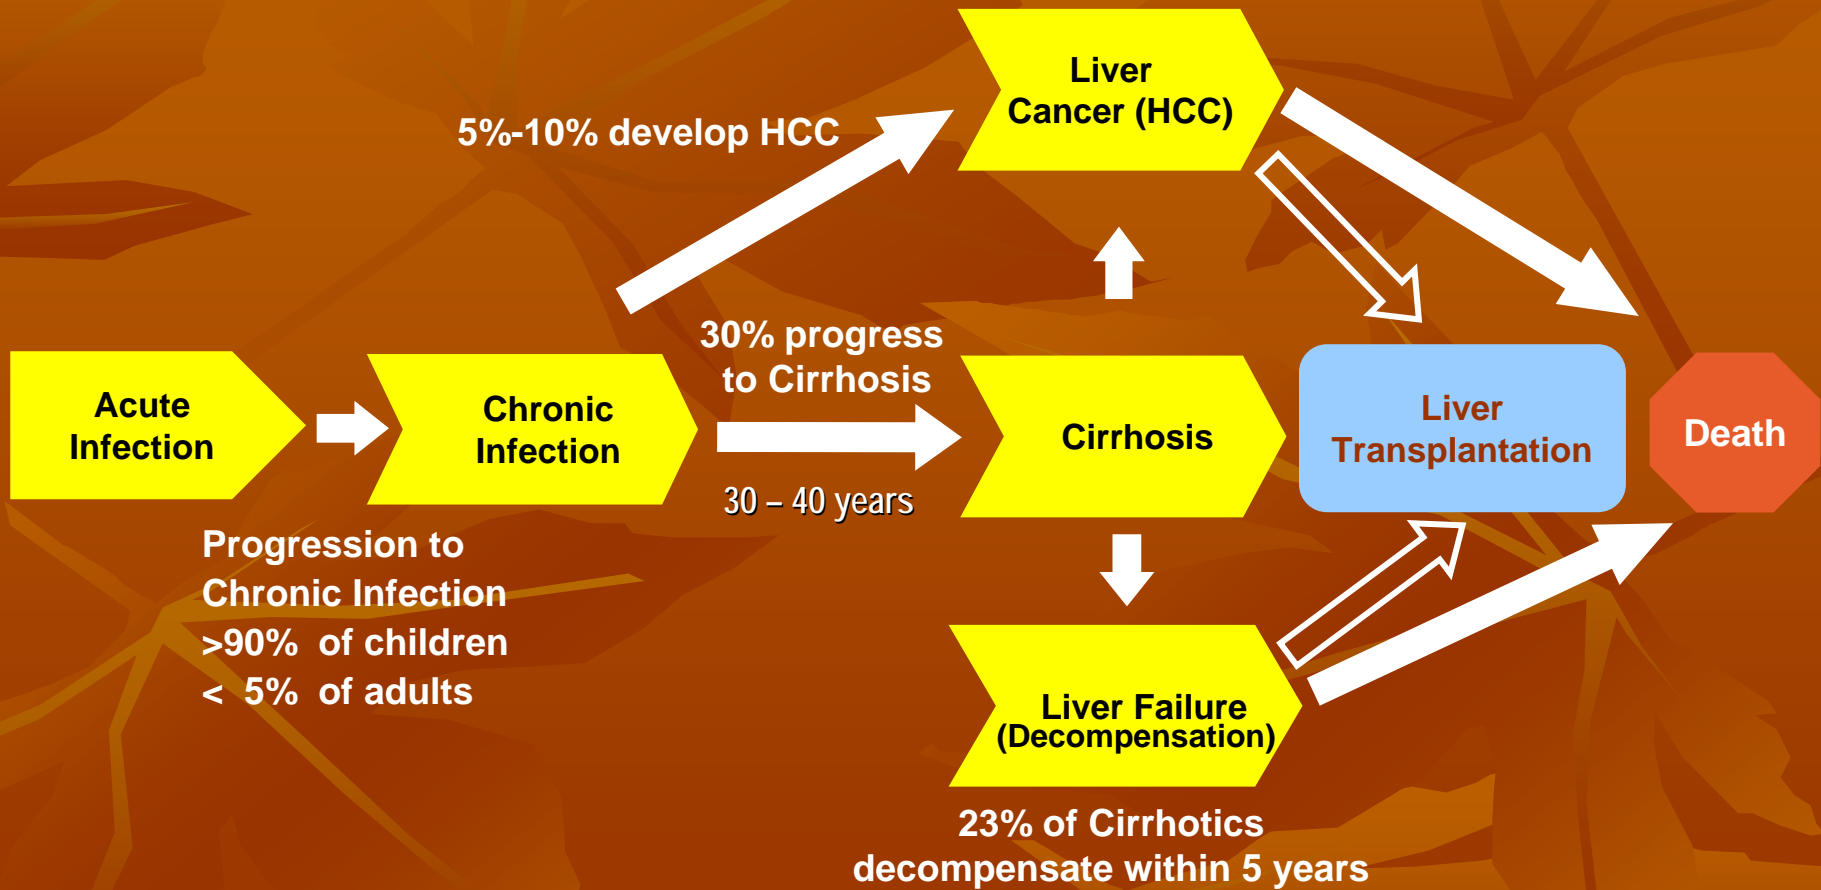 Liver
Cancer (HCC)
5%-10% develop HCC
30% progress
to Cirrhosis
Acute
Infection
Chronic
Infection
Cirrhosis
Liver
Transplantation
Death
30 – 40 years
Progression to
Chronic Infection
>90%  of children
<  5%  of adults
Liver Failure
(Decompensation)
23% of Cirrhotics
decompensate within 5 years